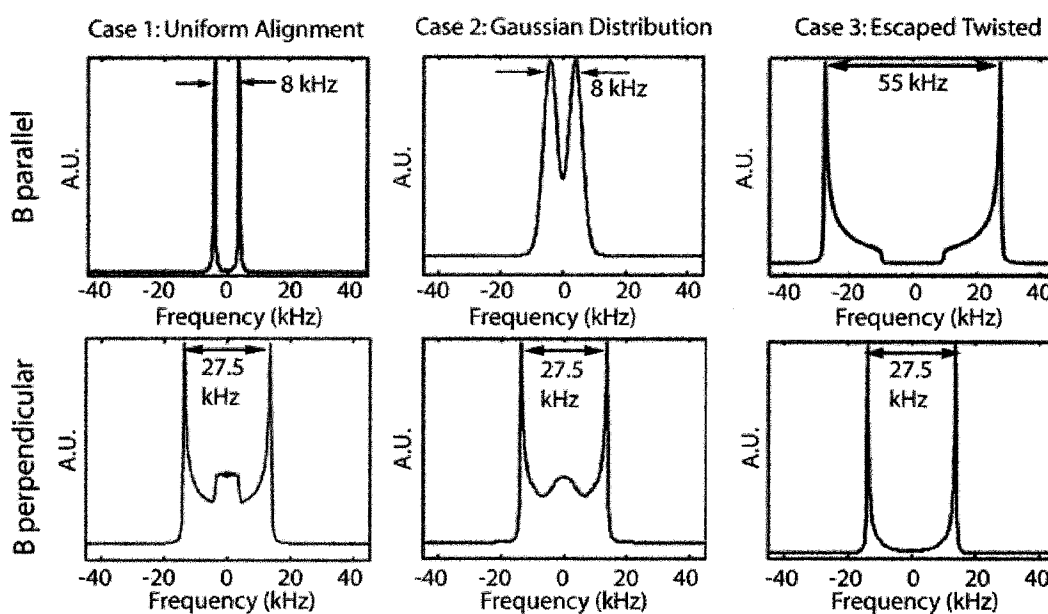 Case 1: Uniform Alignment
Case 2: Gaussian Distribution
Case 3: Escaped Twisted
B parallel
A.U.
8 kHz
-40 -20 0 20 40
Frequency (kHz)
A.U.
8 kHz
-40 -20 0 20 40
Frequency (kHz)
A.U.
55 kHz
-40 -20 0 20 40
Frequency (kHz)
B perpendicular
A.U.
27.5
kHz
-40 -20 0 20 40
Frequency (kHz)
A.U.
27.5
kHz
-40 -20 0 20 40
Frequency (kHz)
A.U.
27.5
kHz
-40 -20 0 20 40
Frequency (kHz)